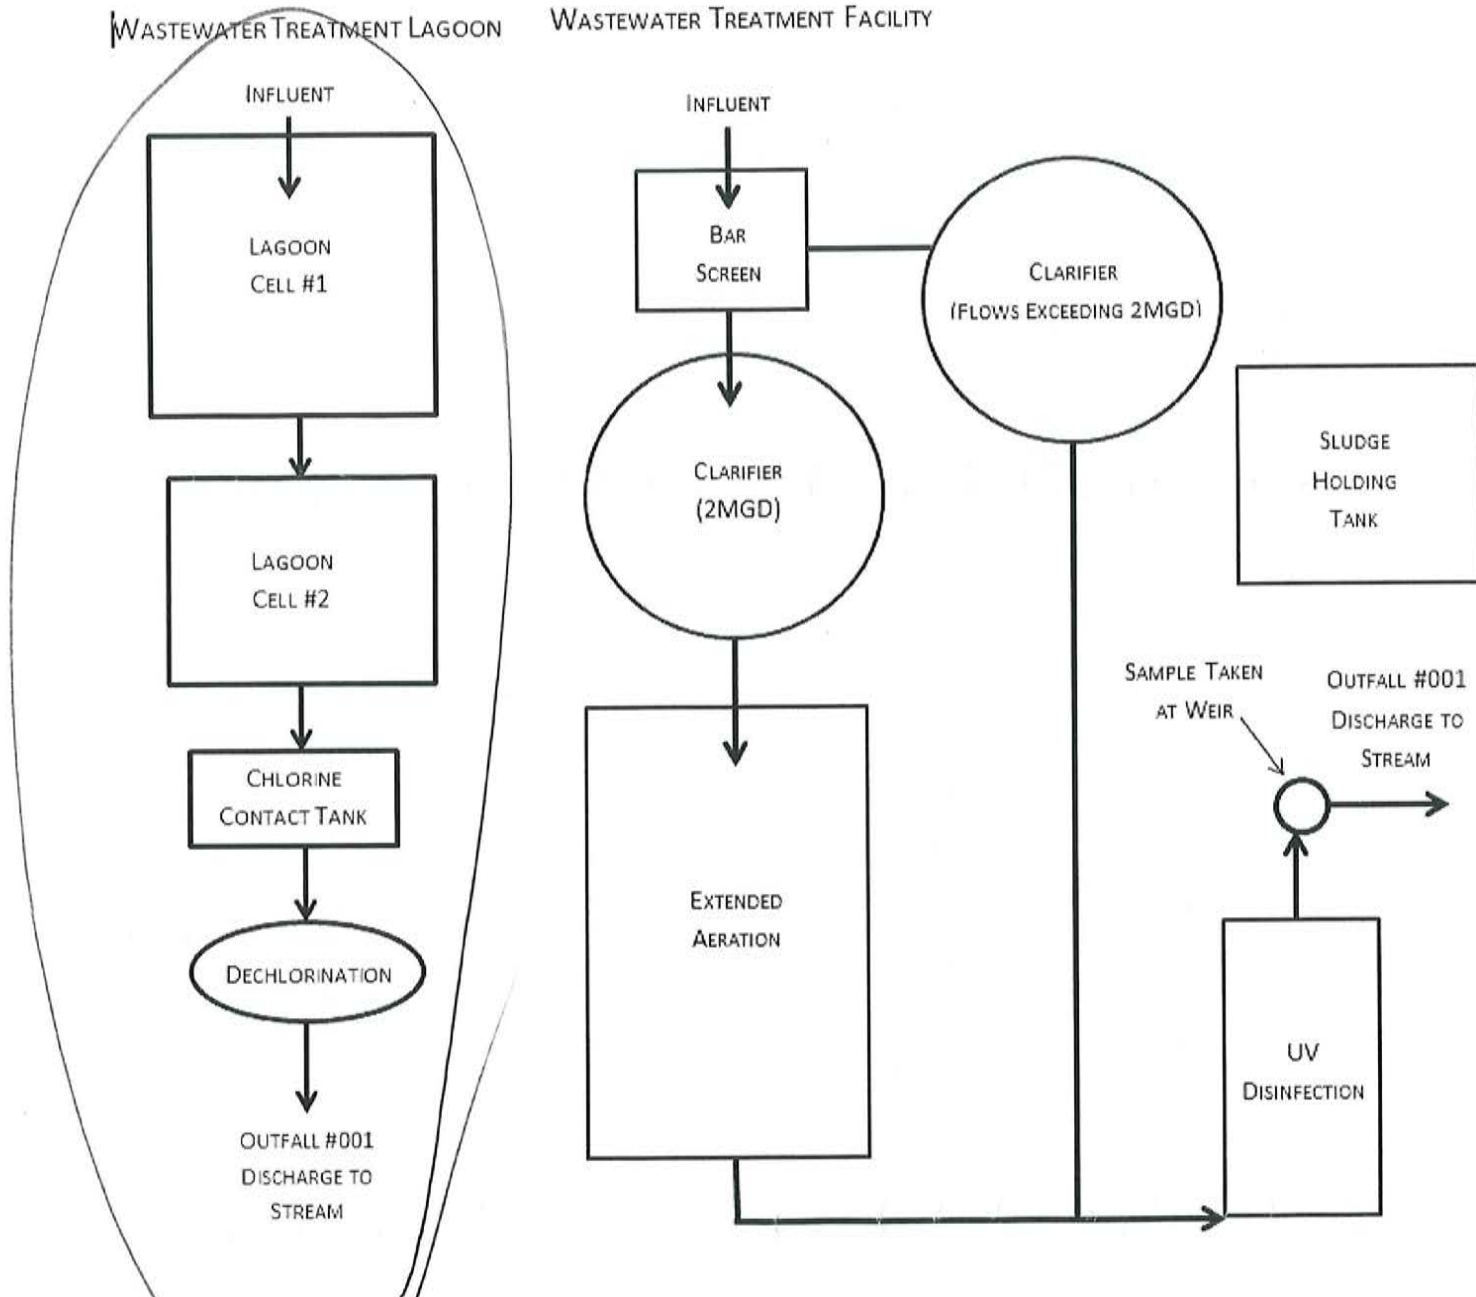 WASTEWATER TREATMENT LAGOON
INFLUENT
LAGOON
CELL #1
LAGOON
CELL #2
CHLORINE
CONTACT TANK
DECHLORINATION
OUTFALL #001
DISCHARGE TO
STREAM
WASTEWATER TREATMENT FACILITY
INFLUENT
BAR
SCREEN
CLARIFIER
(FLOWS EXCEEDING 2MGD)
CLARIFIER
(2MGD)
EXTENDED
AERATION
SLUDGE
HOLDING
TANK
SAMPLE TAKEN
AT WEIR
OUTFALL #001
DISCHARGE TO
STREAM
UV
DISINFECTION